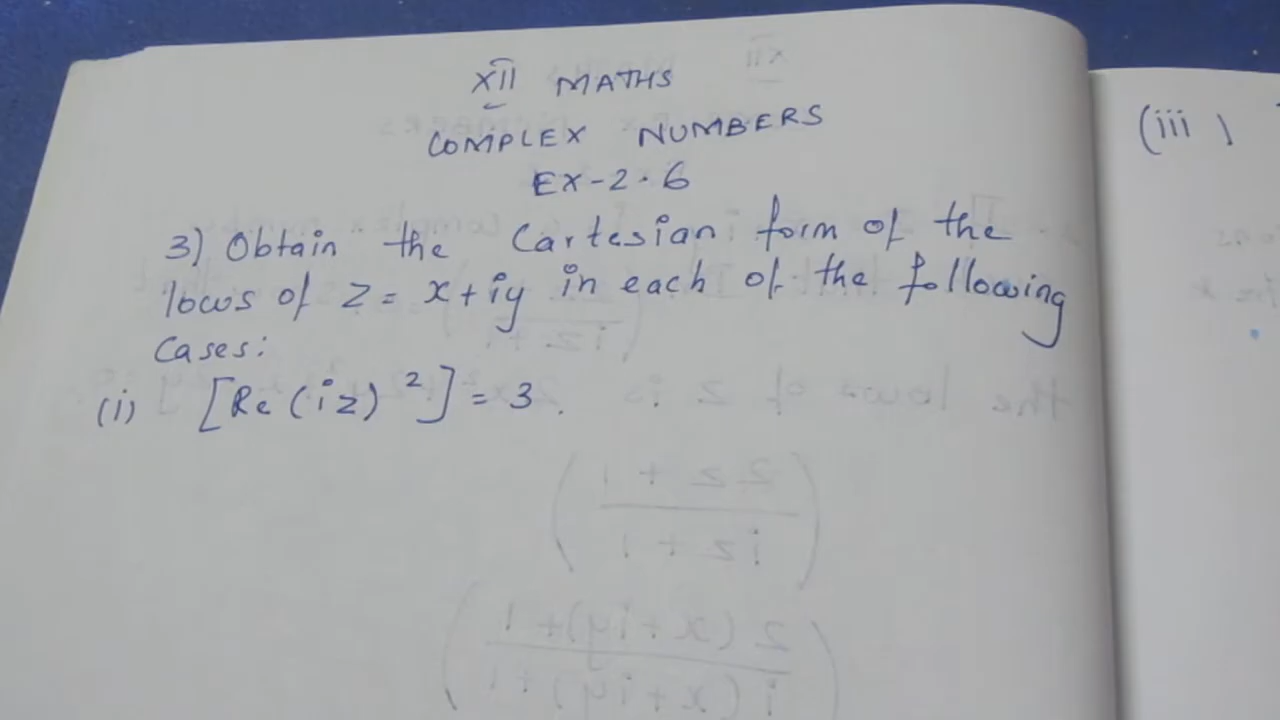 XII MATHS
COMPLEX NUMBERS
EX-2.6
3) Obtain the Cartesian form of the
locus of z = x + iy in each of the following
Cases:
(i) [Re (iz)²] = 3.
(iii)